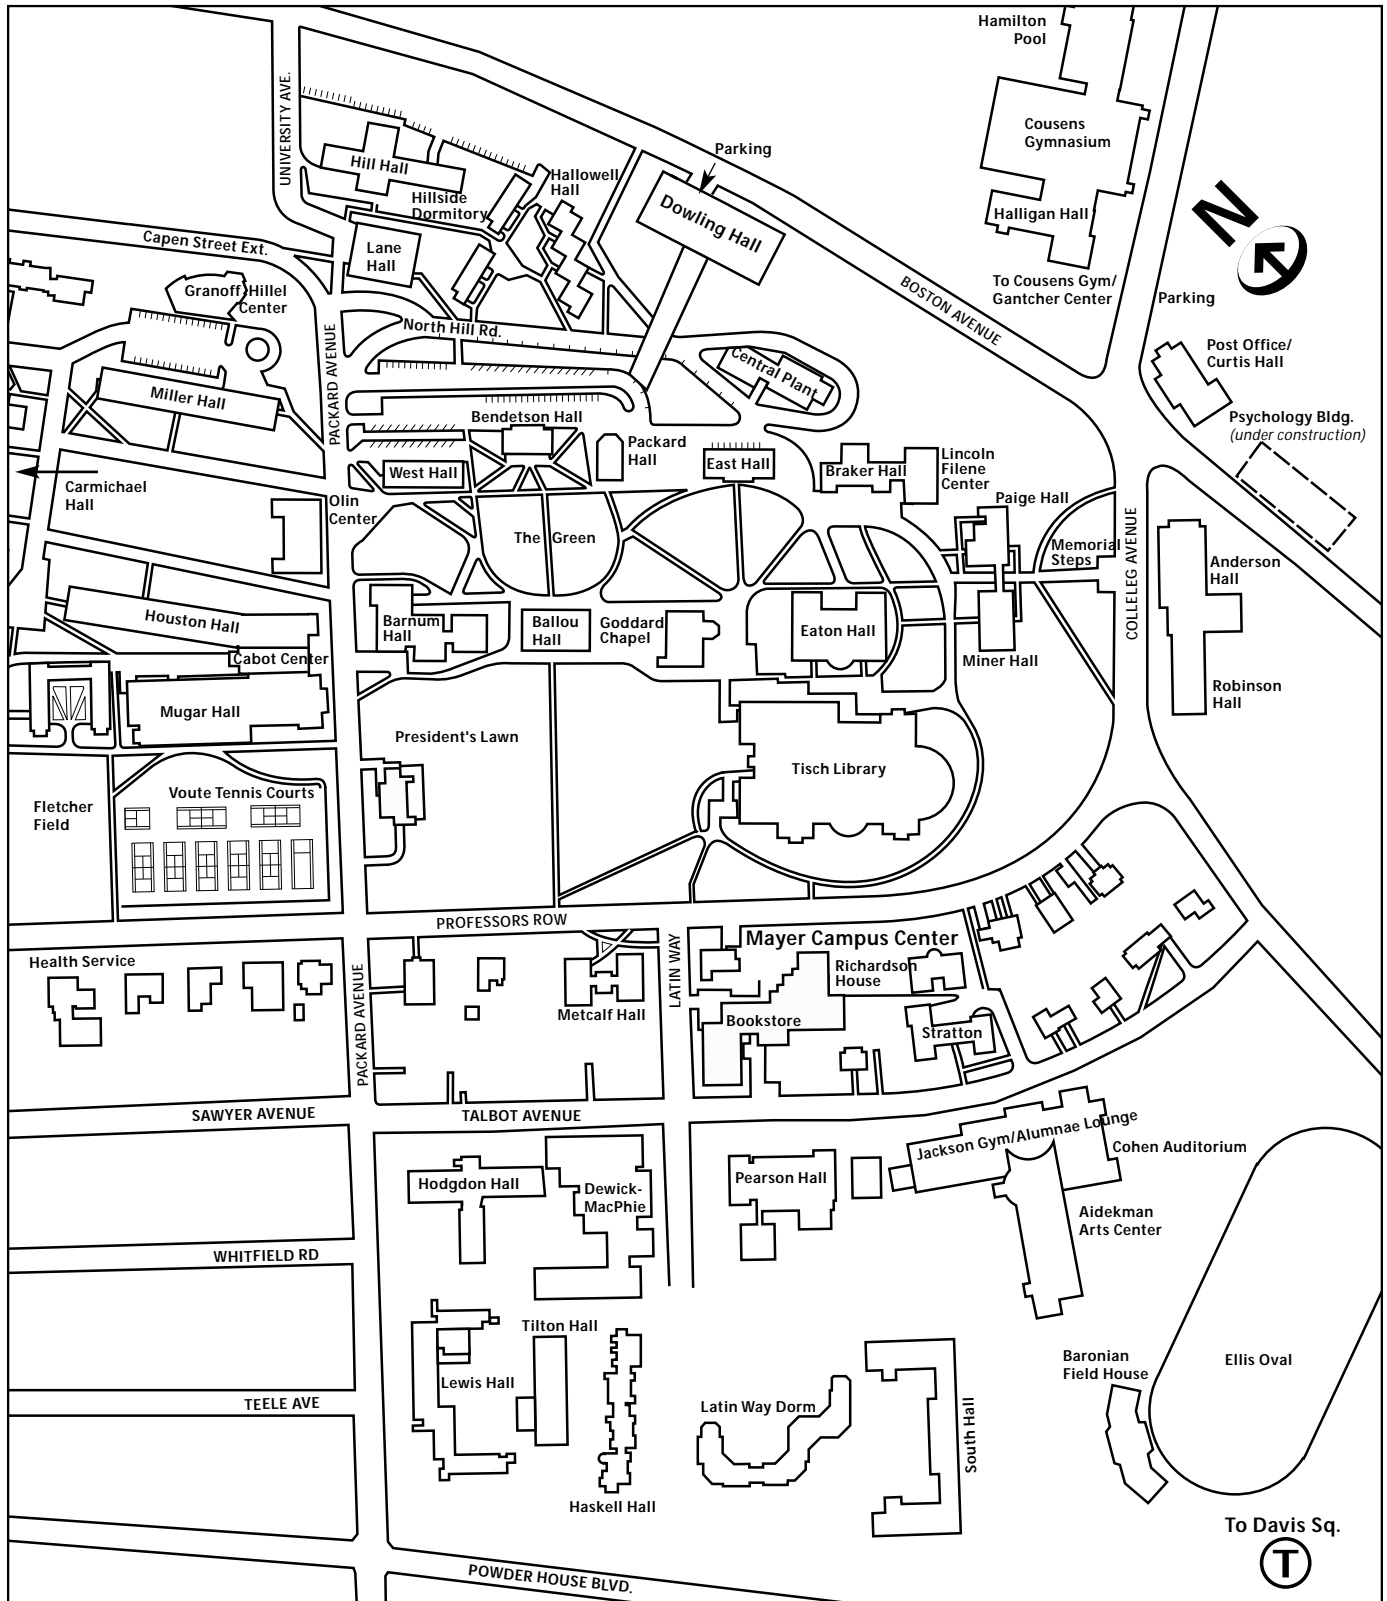 Hamilton
Pool
UNIVERSITY AVE.
Cousens
Gymnasium
Parking
Hill Hall
Hallowell
Hall
Hillside
Dormitory
Dowling Hall
Halligan Hall
N
Capen Street Ext.
Lane
Hall
To Cousens Gym/
Gantcher Center
BOSTON AVENUE
Parking
Granoff Hillel
Center
North Hill Rd.
PACKARD AVENUE
Post Office/
Curtis Hall
Central Plant
Miller Hall
Bendetson Hall
Psychology Bldg.
(under construction)
Packard
Hall
West Hall
East Hall
Braker Hall
Lincoln
Filene
Center
Carmichael
Hall
Olin
Center
Paige Hall
The Green
Memorial
Steps
COLLELEG AVENUE
Anderson
Hall
Houston Hall
Barnum
Hall
Ballou
Hall
Goddard
Chapel
Eaton Hall
Cabot Center
Miner Hall
Robinson
Hall
Mugar Hall
President's Lawn
Tisch Library
Voute Tennis Courts
Fletcher
Field
PROFESSORS ROW
Mayer Campus Center
LATIN WAY
Health Service
Richardson
House
PACKARD AVENUE
Metcalf Hall
Bookstore
Stratton
SAWYER AVENUE
TALBOT AVENUE
Jackson Gym/Alumnae Lounge
Cohen Auditorium
Hodgdon Hall
Dewick-
MacPhie
Pearson Hall
Aidekman
Arts Center
WHITFIELD RD
Tilton Hall
Baronian
Field House
Ellis Oval
Lewis Hall
TEELE AVE
Latin Way Dorm
South Hall
Haskell Hall
To Davis Sq.
T
POWDER HOUSE BLVD.